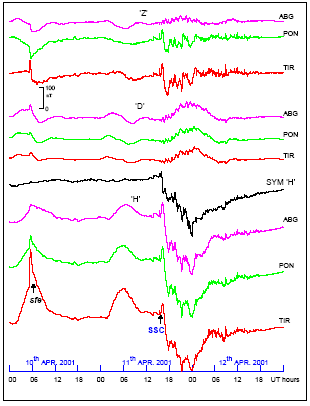 'Z'
ABG
PON
TIR
100
nT
0
'D'
ABG
PON
TIR
SYM 'H'
'H'
ABG
PON
sfe
SSC
TIR
10th APR, 2001 11th APR, 2001 12th APR, 2001
00 06 12 18 00 06 12 18 00 06 12 18 UT hours